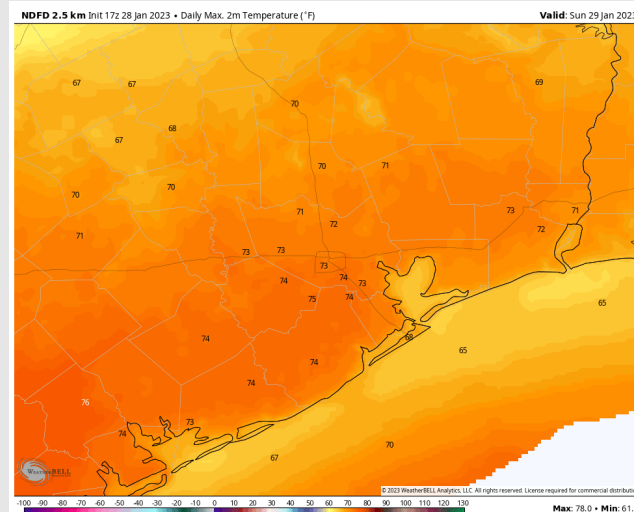 NDFD 2.5 km Init 17z 28 Jan 2023 • Daily Max. 2m Temperature (°F)
Valid: Sun 29 Jan 2023
67 67 69
70
68
67
70 71
70 70
71 73 71
72 72
71
73 73
73
74 74 73
75 74
65
68
74 65
74
74
76
73
74 70
67
WeatherBELL
© 2023 WeatherBELL Analytics, LLC. All rights reserved. License required for commercial distributi
-100 -90 -80 -70 -60 -50 -40 -30 -20 -10 0 10 20 30 40 50 60 70 80 90 100 110 120 130
Max: 78.0 • Min: 61.